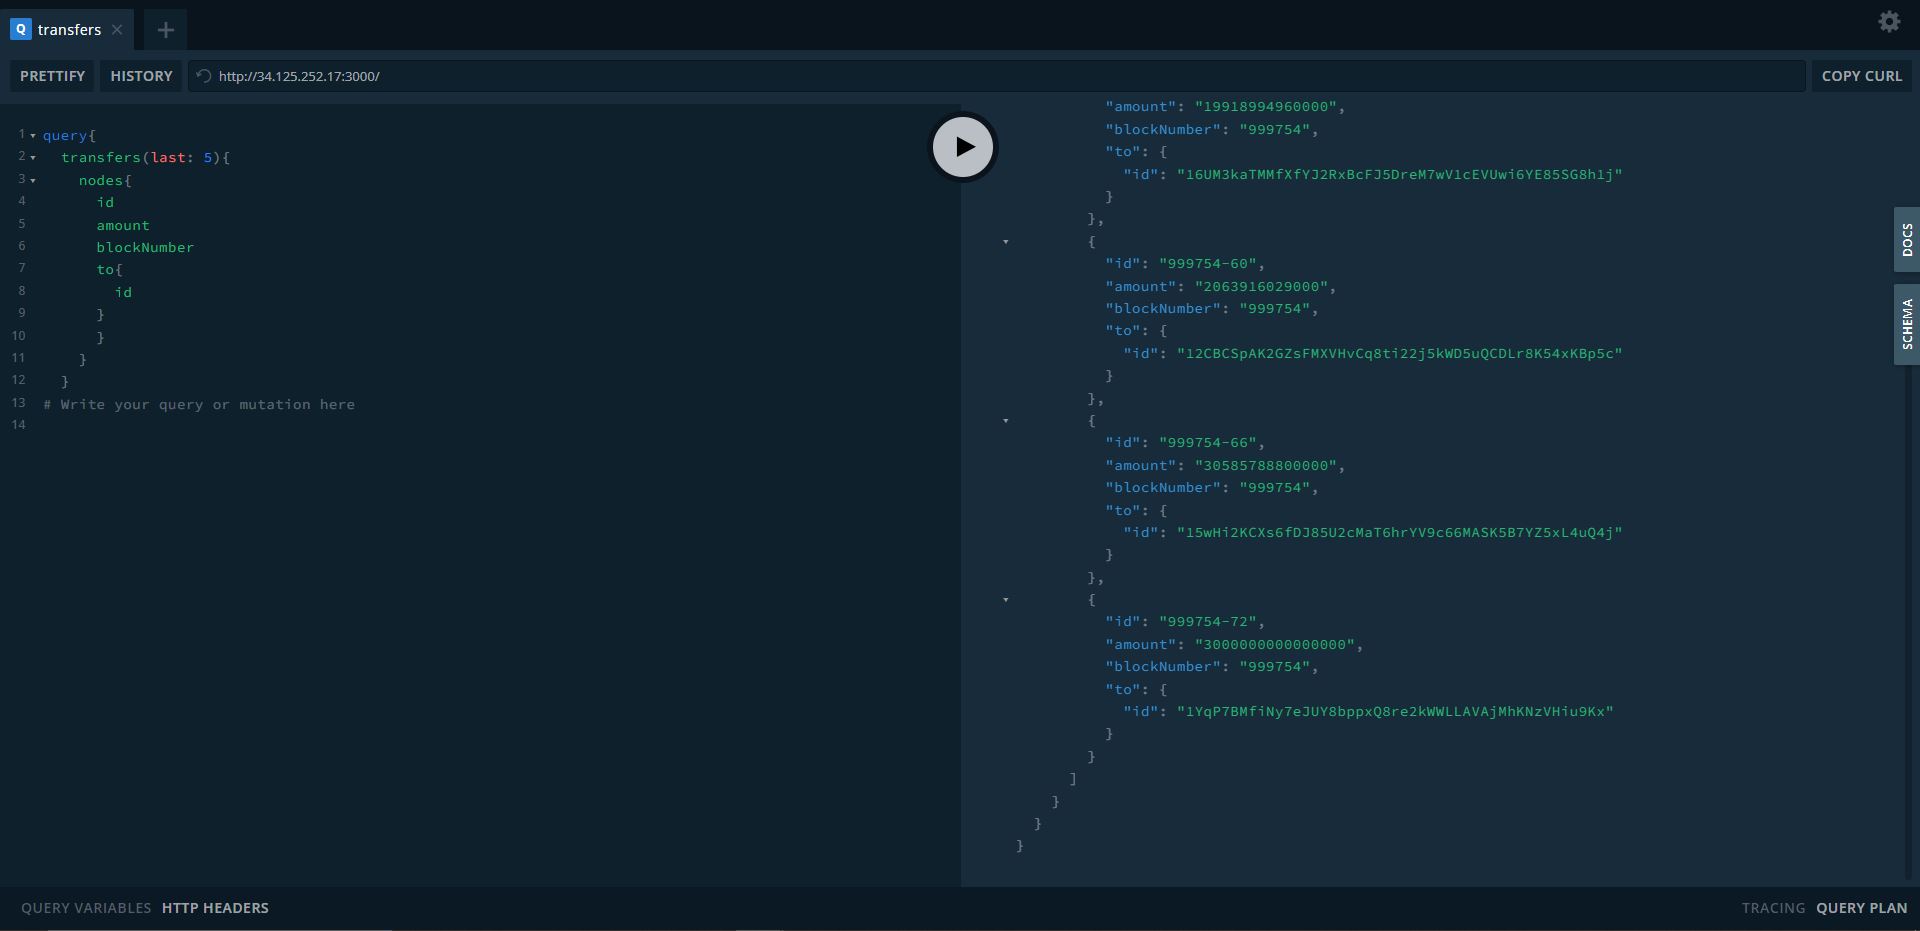 Q transfers
PRETTIFY HISTORY http://34.125.252.17:3000/ COPY CURL
1 query{
2 transfers(last: 5){
3 nodes{
4 id
5 amount
6 blockNumber
7 to{
8 id
9 }
10 }
11 }
12 }
13 # Write your query or mutation here
14
"amount": "19918994960000",
"blockNumber": "999754",
"to": {
"id": "16UM3kaTMMfXfYJ2RxBcFJ5DreM7wV1cEVUwi6YE85SG8h1j"
}
},
{
"id": "999754-60",
"amount": "2063916029000",
"blockNumber": "999754",
"to": {
"id": "12CBCSpAK2GZsFMXVHvCq8ti22j5kWD5uQCDLr8K54xKBp5c"
}
},
{
"id": "999754-66",
"amount": "30585788800000",
"blockNumber": "999754",
"to": {
"id": "15wHi2KCXs6fDJ85U2cMaT6hrYV9c66MASK5B7YZ5xL4uQ4j"
}
},
{
"id": "999754-72",
"amount": "3000000000000000",
"blockNumber": "999754",
"to": {
"id": "1YqP7BMfiNy7eJUY8bppxQ8re2kWWLLAVAjMhKNzVHiu9Kx"
}
}
]
}
}
}
DOCS
SCHEMA
QUERY VARIABLES HTTP HEADERS
TRACING QUERY PLAN